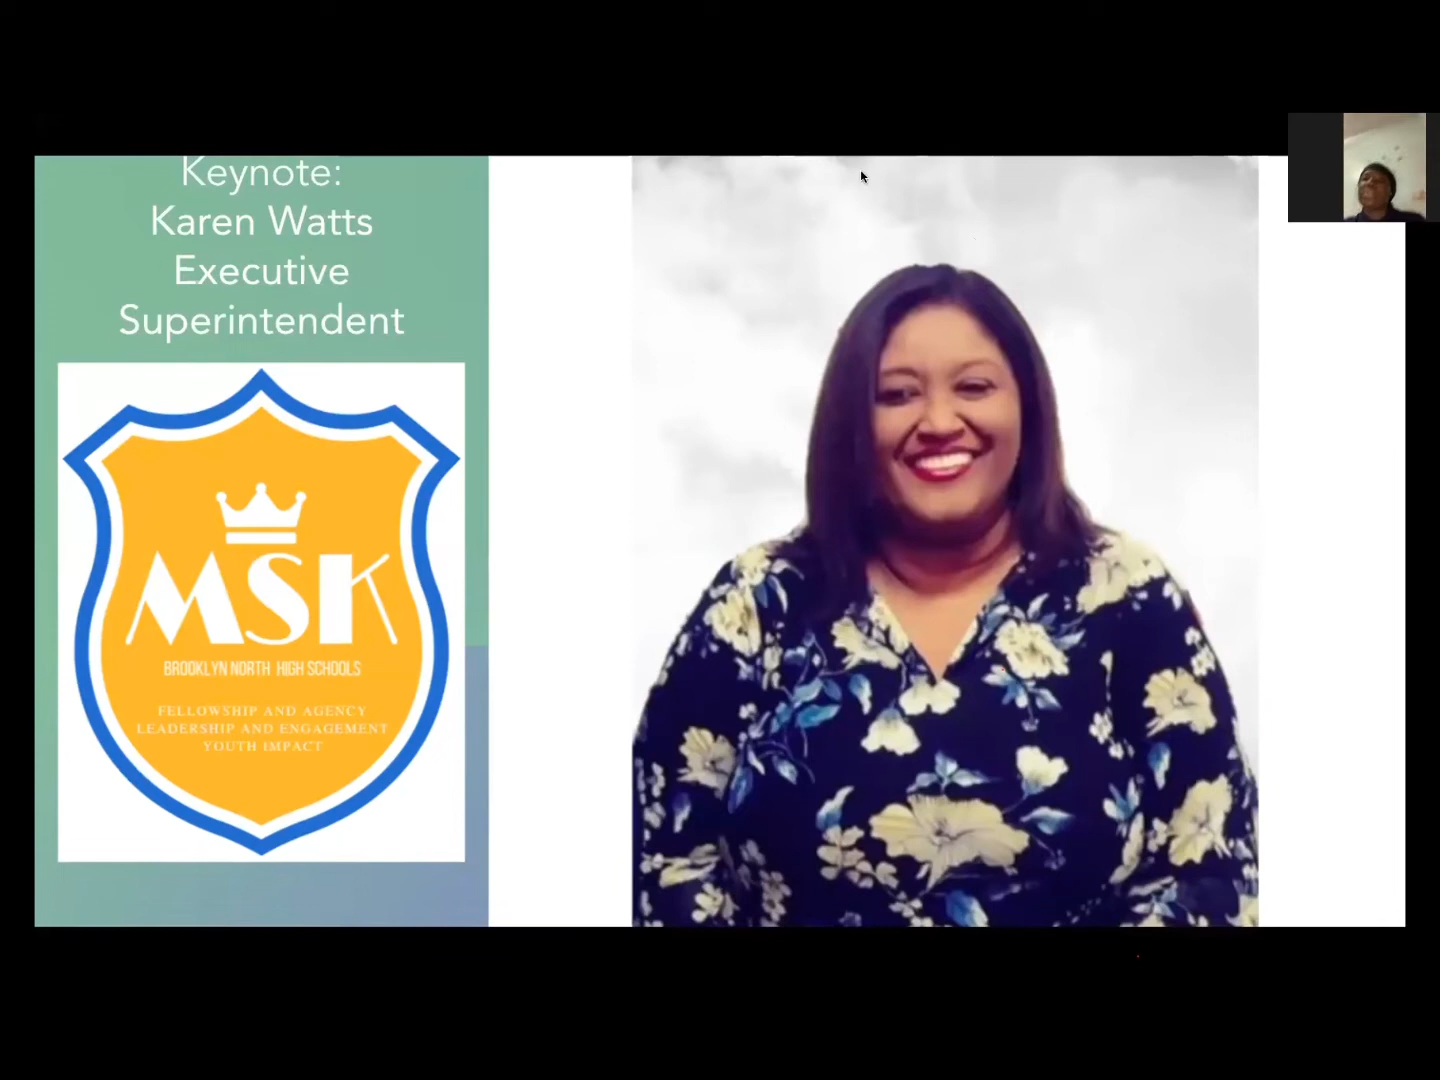 Keynote:
Karen Watts
Executive
Superintendent
MSK
BROOKLYN NORTH HIGH SCHOOLS
FELLOWSHIP AND AGENCY
LEADERSHIP AND ENGAGEMENT
YOUTH IMPACT